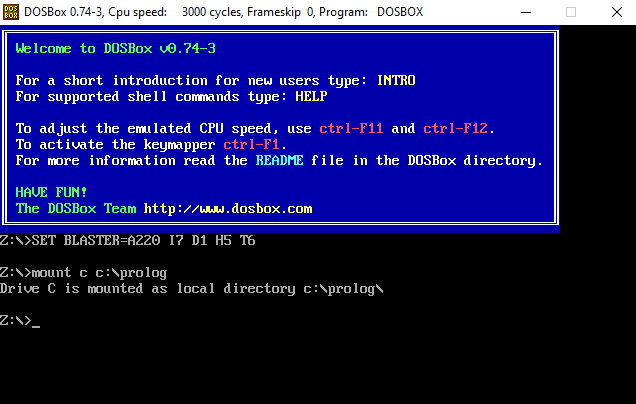 DOS
BOX
DOSBox 0.74-3, Cpu speed: 3000 cycles, Frameskip 0, Program: DOSBOX
Welcome to DOSBox v0.74-3
For a short introduction for new users type: INTRO
For supported shell commands type: HELP
To adjust the emulated CPU speed, use ctrl-F11 and ctrl-F12.
To activate the keymapper ctrl-F1.
For more information read the README file in the DOSBox directory.
HAVE FUN!
The DOSBox Team http://www.dosbox.com
Z:\>SET BLASTER=A220 I7 D1 H5 T6
Z:\>mount c c:\prolog
Drive C is mounted as local directory c:\prolog\
Z:\>_